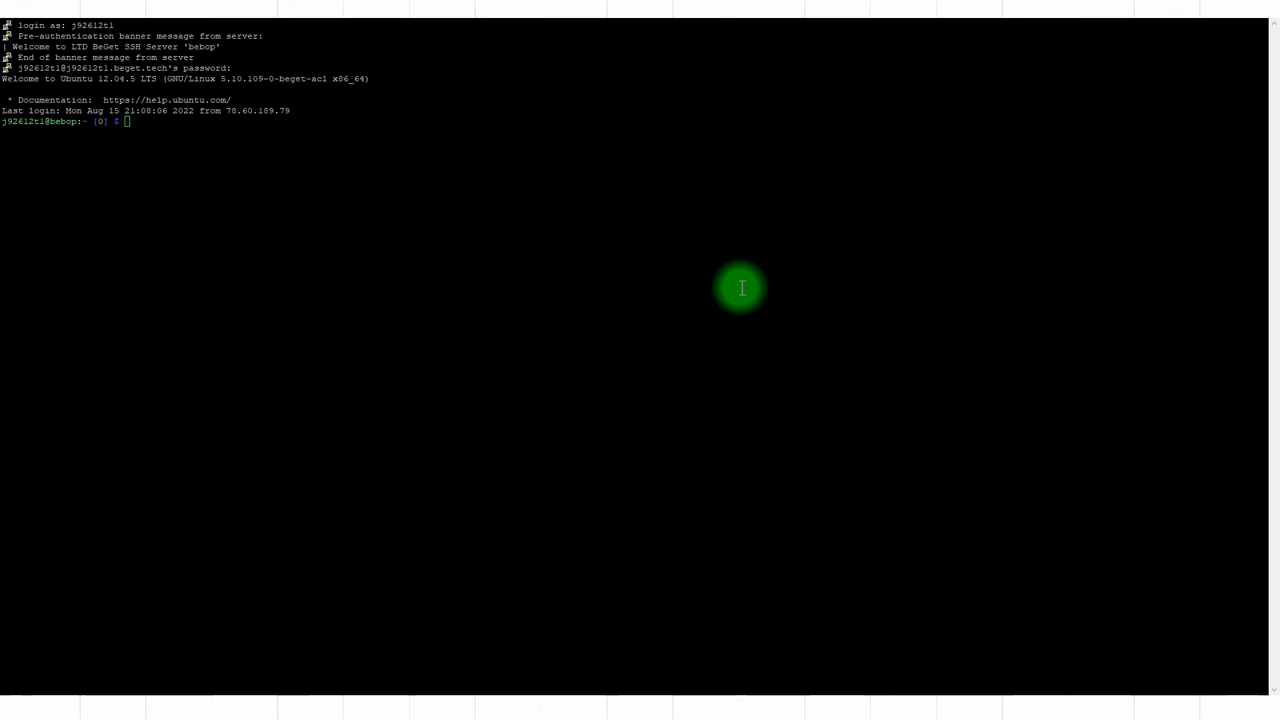 login as: j92612t1
Pre-authentication banner message from server:
| Welcome to LTD BeGet SSH Server 'bebop'
End of banner message from server
j92612t1@j92612t1.beget.tech's password:
Welcome to Ubuntu 12.04.5 LTS (GNU/Linux 5.10.109-0-beget-acl x86_64)
* Documentation: https://help.ubuntu.com/
Last login: Mon Aug 15 21:08:06 2022 from 78.60.189.79
j92612t1@bebop:~ [0] $